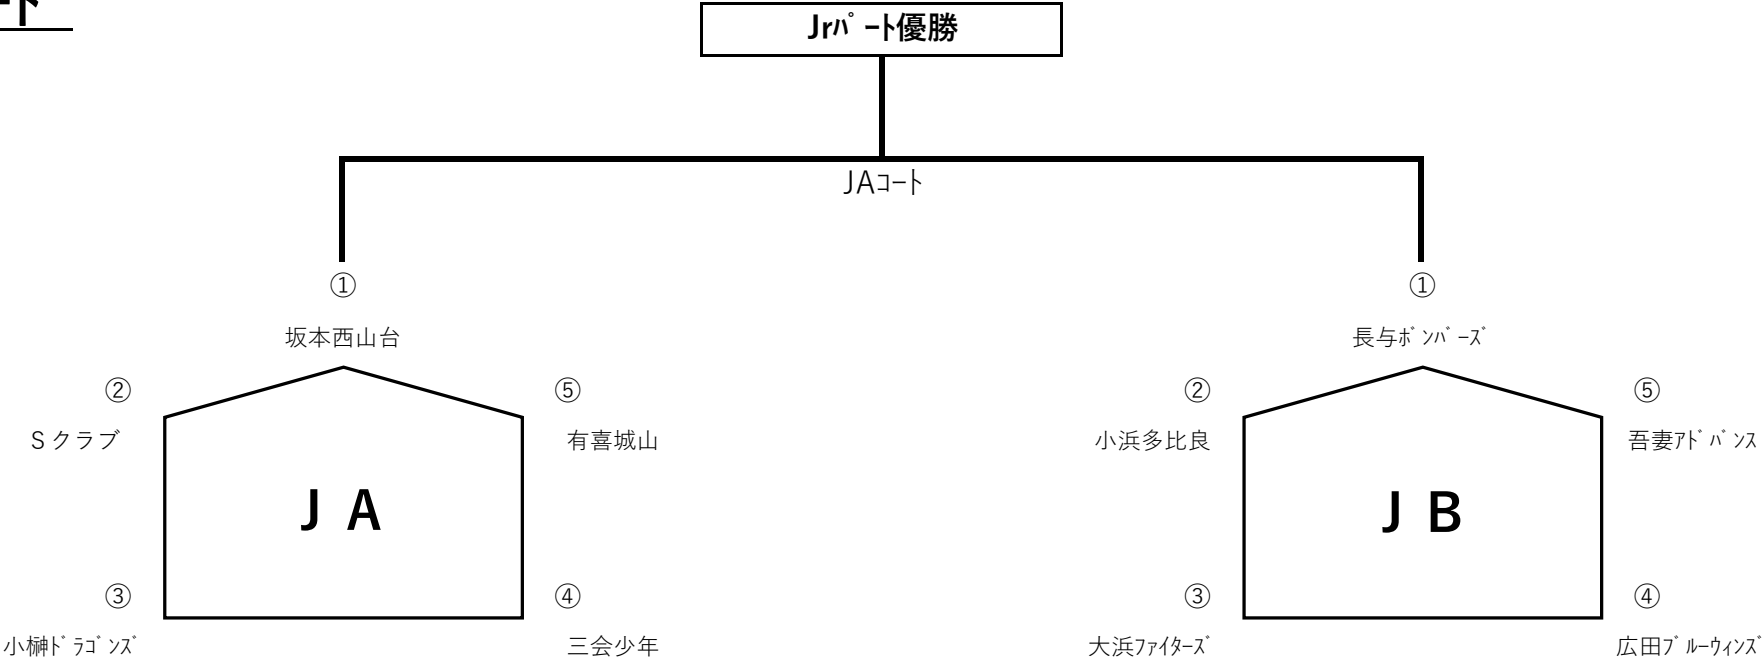 ート
Jrﾊﾟｰﾄ優勝
JAｺｰﾄ
①
①
坂本西山台
長与ﾎﾞﾝﾊﾞｰｽﾞ
②
⑤
②
⑤
Ｓクラブ
有喜城山
小浜多比良
吾妻ｱﾄﾞﾊﾞﾝｽ
ＪＡ
ＪＢ
③
④
③
④
小榊ﾄﾞﾗｺﾞﾝｽﾞ
三会少年
大浜ﾌｧｲﾀｰｽﾞ
広田ﾌﾞﾙｰｳｨﾝｽﾞ